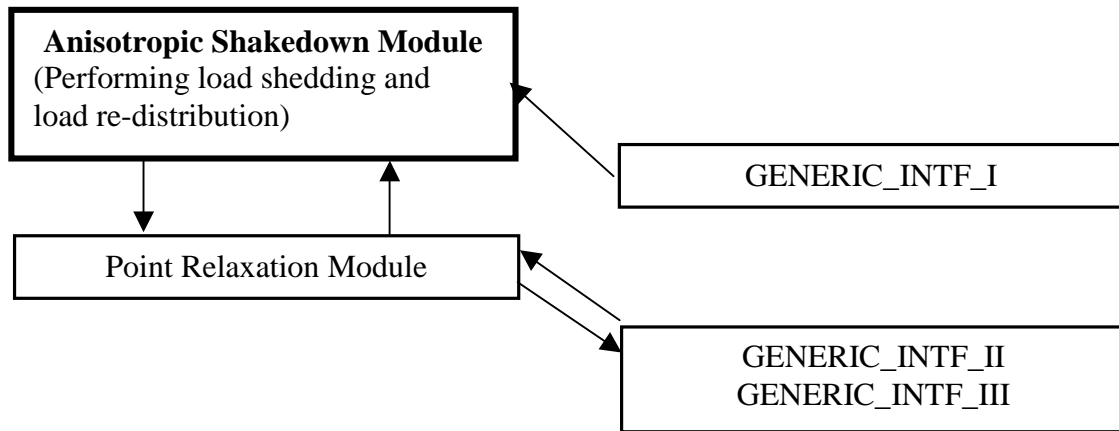 Anisotropic Shakedown Module
(Performing load shedding and
load re-distribution)
GENERIC_INTF_I
Point Relaxation Module
GENERIC_INTF_II
GENERIC_INTF_III